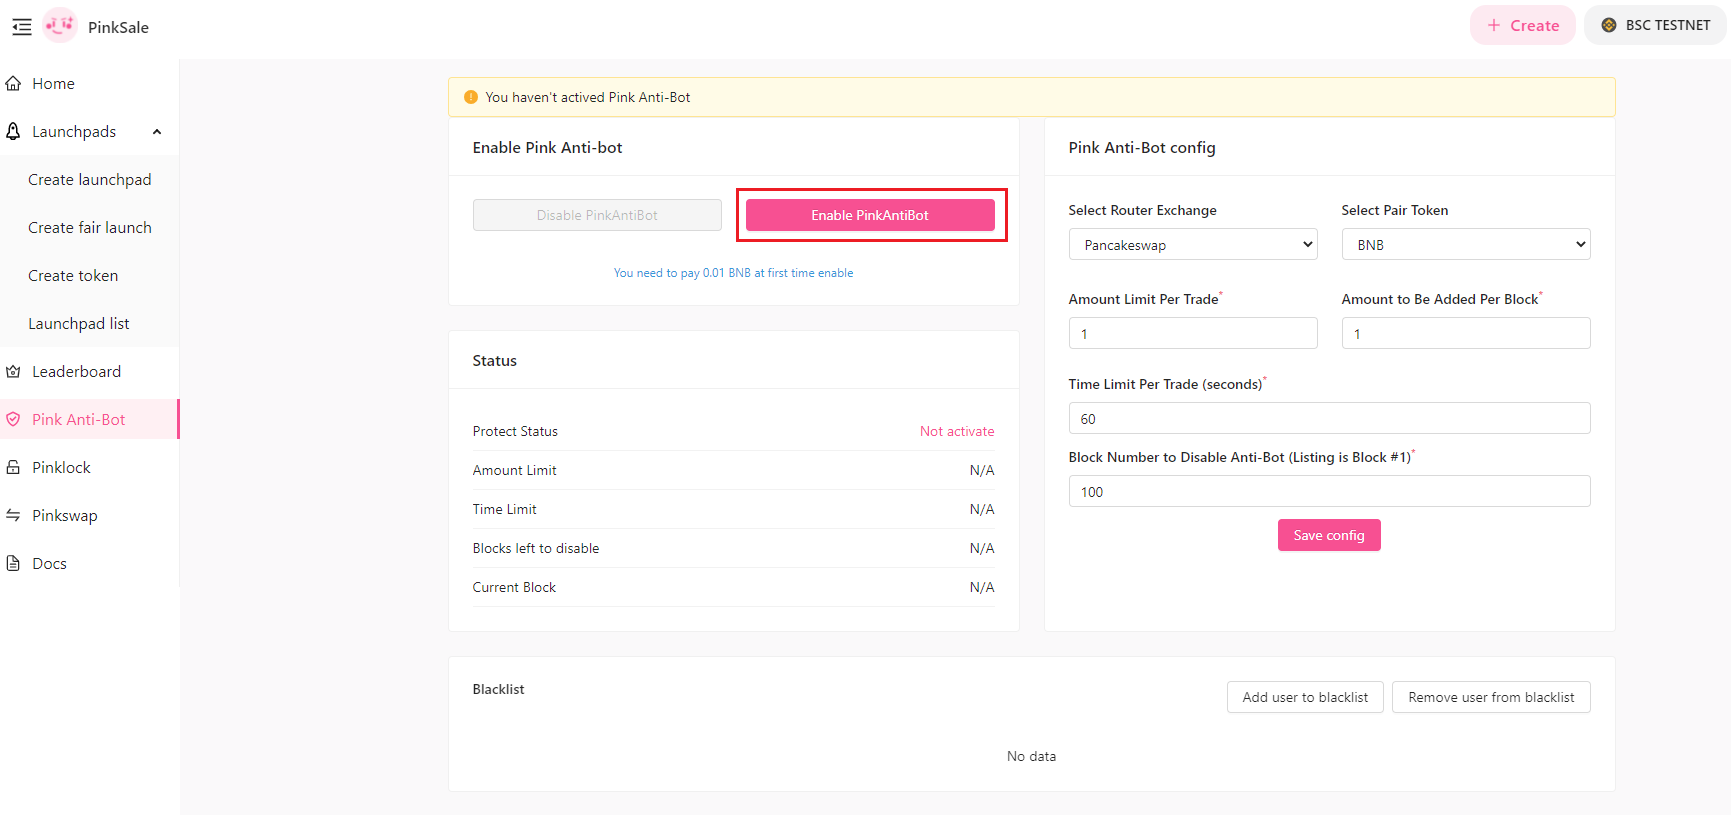 PinkSale
+ Create
BSC TESTNET
Home
Launchpads
Create launchpad
Create fair launch
Create token
Launchpad list
Leaderboard
Pink Anti-Bot
Pinklock
Pinkswap
Docs
You haven't actived Pink Anti-Bot
Enable Pink Anti-bot
Disable PinkAntiBot
Enable PinkAntiBot
You need to pay 0.01 BNB at first time enable
Status
Protect Status Not activate
Amount Limit N/A
Time Limit N/A
Blocks left to disable N/A
Current Block N/A
Pink Anti-Bot config
Select Router Exchange
Pancakeswap
Select Pair Token
BNB
Amount Limit Per Trade*
1
Amount to Be Added Per Block*
1
Time Limit Per Trade (seconds)*
60
Block Number to Disable Anti-Bot (Listing is Block #1)*
100
Save config
Blacklist
Add user to blacklist
Remove user from blacklist
No data